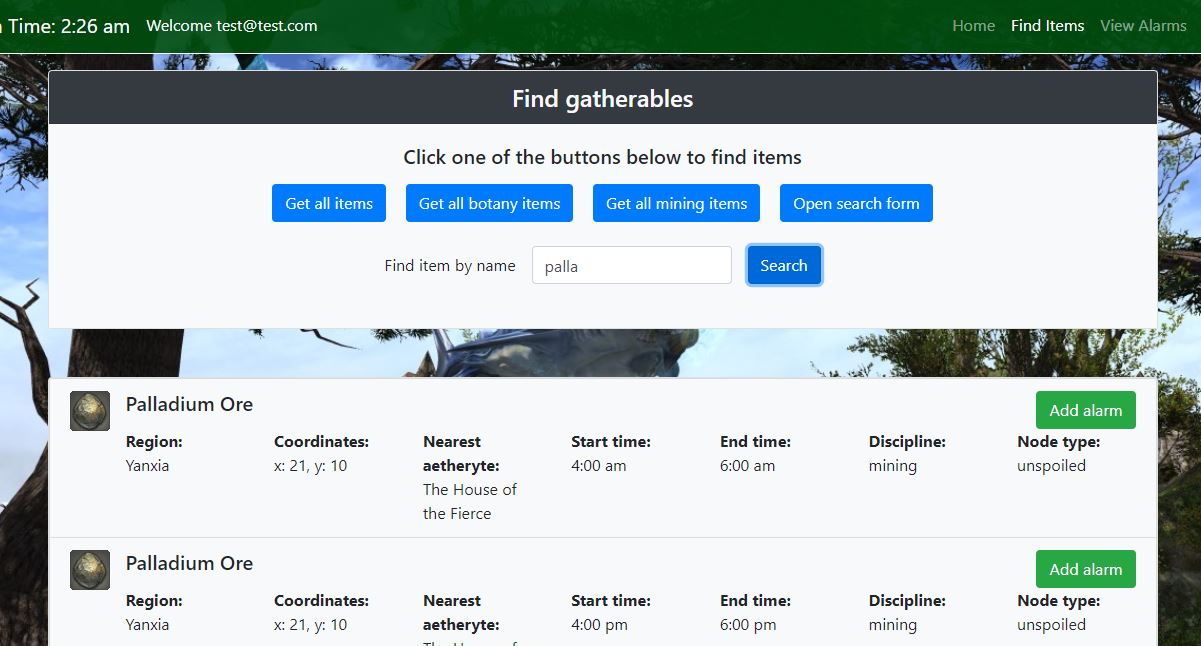 Time: 2:26 am Welcome test@test.com Home Find Items View Alarms
Find gatherables
Click one of the buttons below to find items
Get all items Get all botany items Get all mining items Open search form
Find item by name palla Search
Palladium Ore Add alarm
Region: Coordinates: Nearest Start time: End time: Discipline: Node type:
Yanxia x: 21, y: 10 aetheryte: 4:00 am 6:00 am mining unspoiled
The House of
the Fierce
Palladium Ore Add alarm
Region: Coordinates: Nearest Start time: End time: Discipline: Node type:
Yanxia x: 21, y: 10 aetheryte: 4:00 pm 6:00 pm mining unspoiled